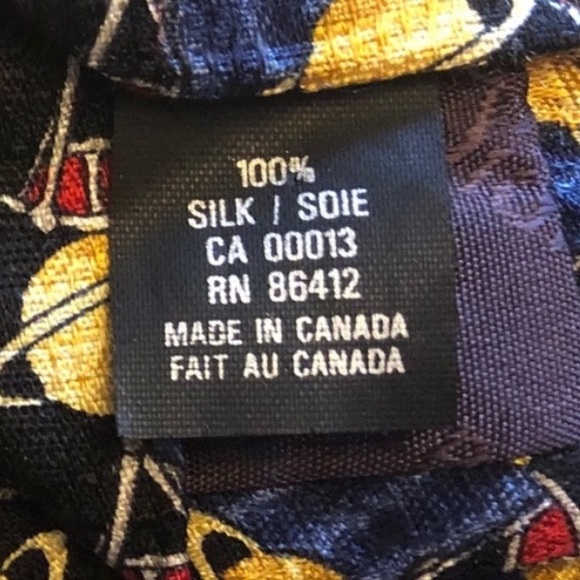 100%
SILK / SOIE
CA 00013
RN 86412
MADE IN CANADA
FAIT AU CANADA